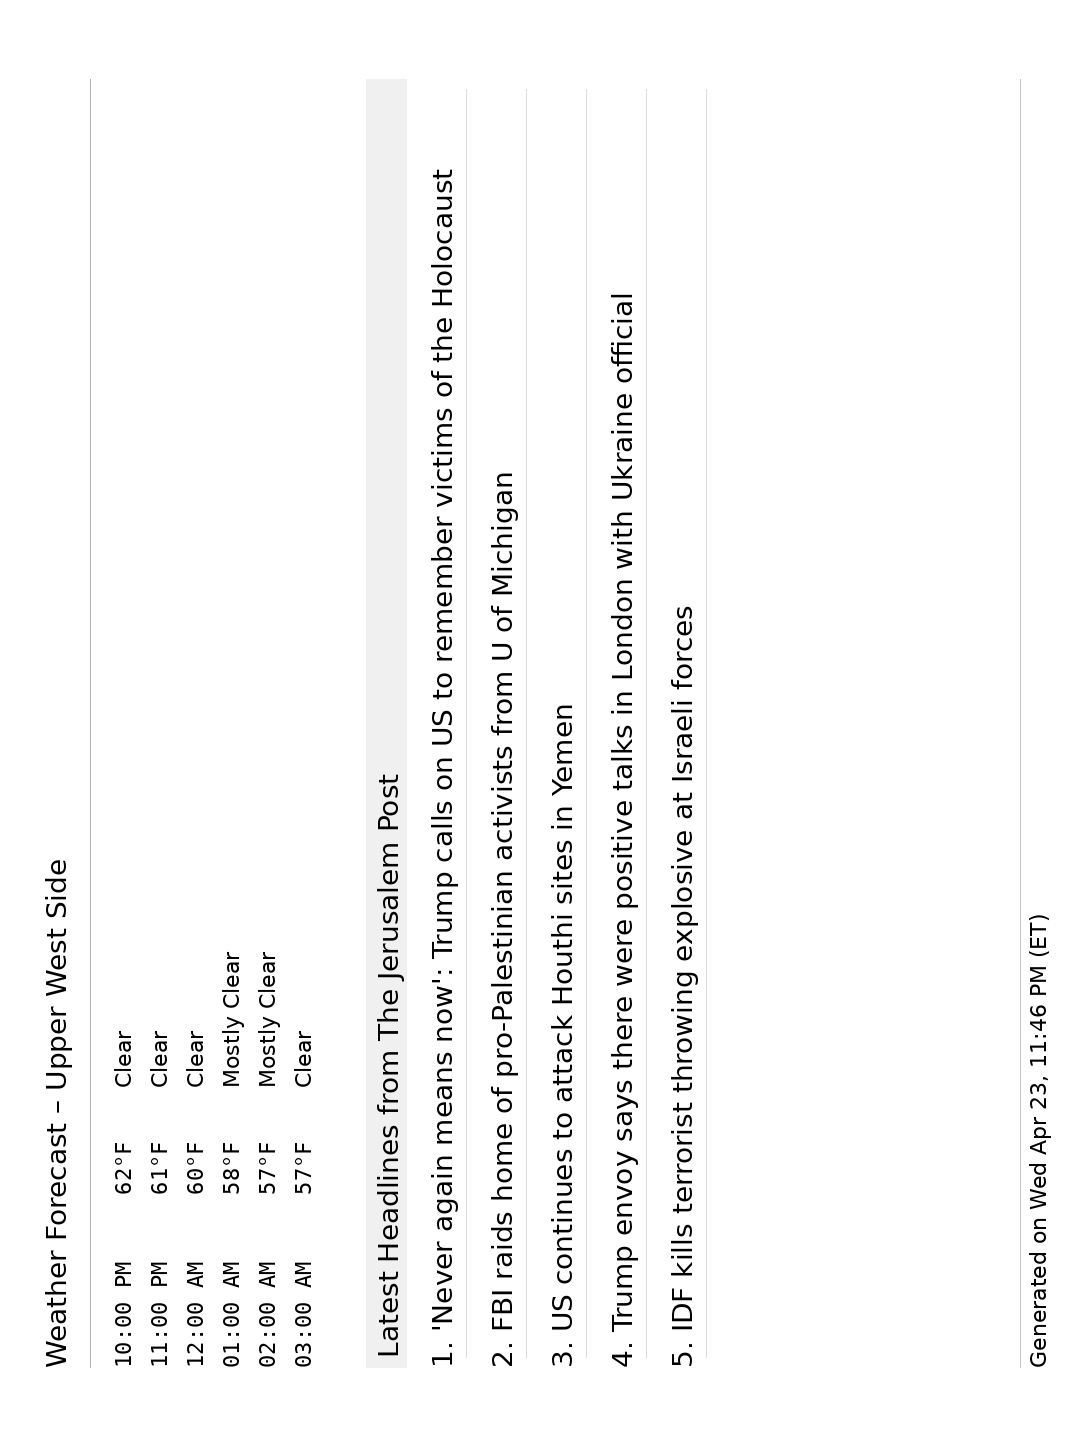 Weather Forecast – Upper West Side
10:00 PM 62°F Clear
11:00 PM 61°F Clear
12:00 AM 60°F Clear
01:00 AM 58°F Mostly Clear
02:00 AM 57°F Mostly Clear
03:00 AM 57°F Clear
Latest Headlines from The Jerusalem Post
1. 'Never again means now': Trump calls on US to remember victims of the Holocaust
2. FBI raids home of pro-Palestinian activists from U of Michigan
3. US continues to attack Houthi sites in Yemen
4. Trump envoy says there were positive talks in London with Ukraine official
5. IDF kills terrorist throwing explosive at Israeli forces
Generated on Wed Apr 23, 11:46 PM (ET)